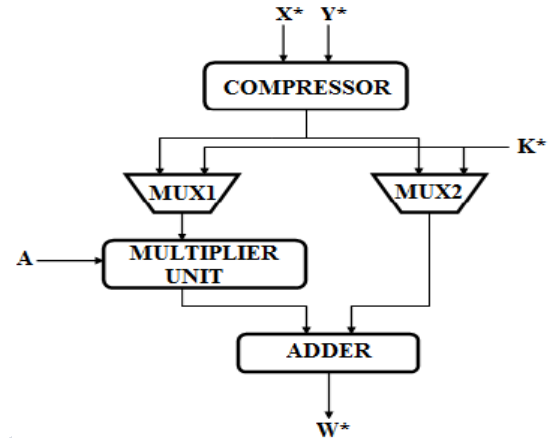 X* Y*
COMPRESSOR
K*
MUX1 MUX2
A
MULTIPLIER
UNIT
ADDER
W*